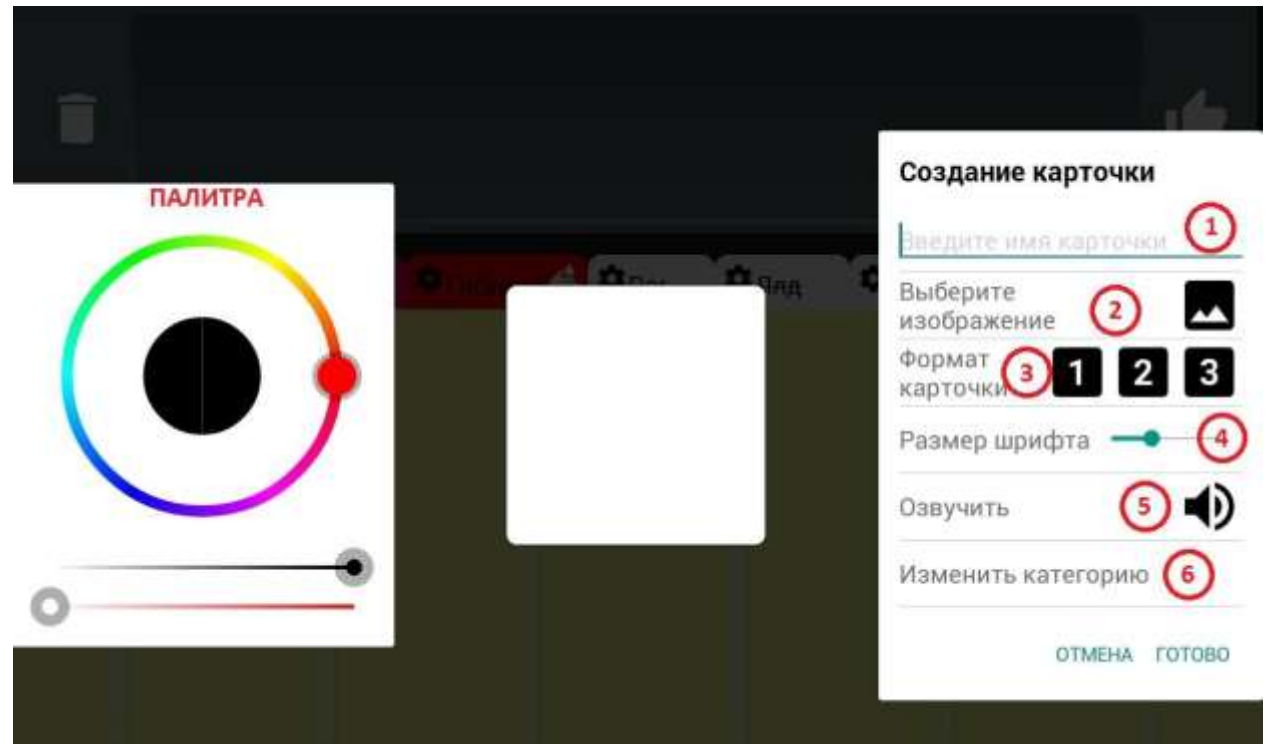 ПАЛИТРА
Создание карточки
Введите имя карточки 1
Выберите
изображение 2
Формат
карточки 3 1 2 3
Размер шрифта 4
Озвучить 5
Изменить категорию 6
ОТМЕНА ГОТОВО